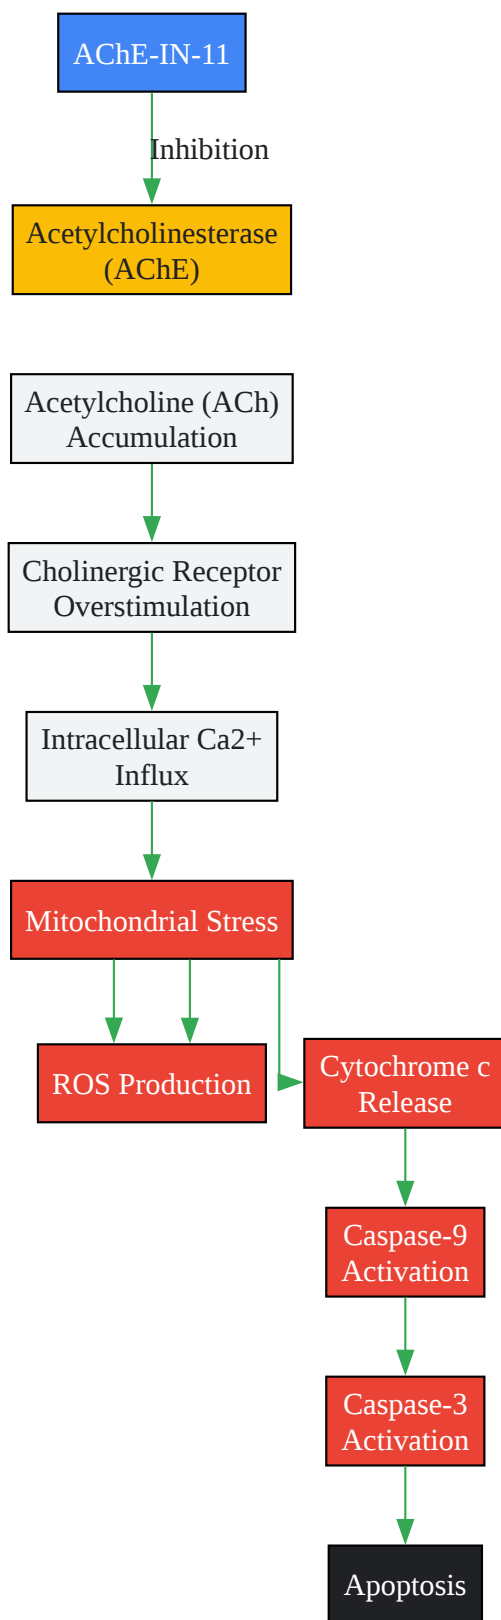 AChE-IN-11
Inhibition
Acetylcholinesterase
(AChE)
Acetylcholine (ACh)
Accumulation
Cholinergic Receptor
Overstimulation
Intracellular Ca2+
Influx
Mitochondrial Stress
ROS Production
Cytochrome c
Release
Caspase-9
Activation
Caspase-3
Activation
Apoptosis